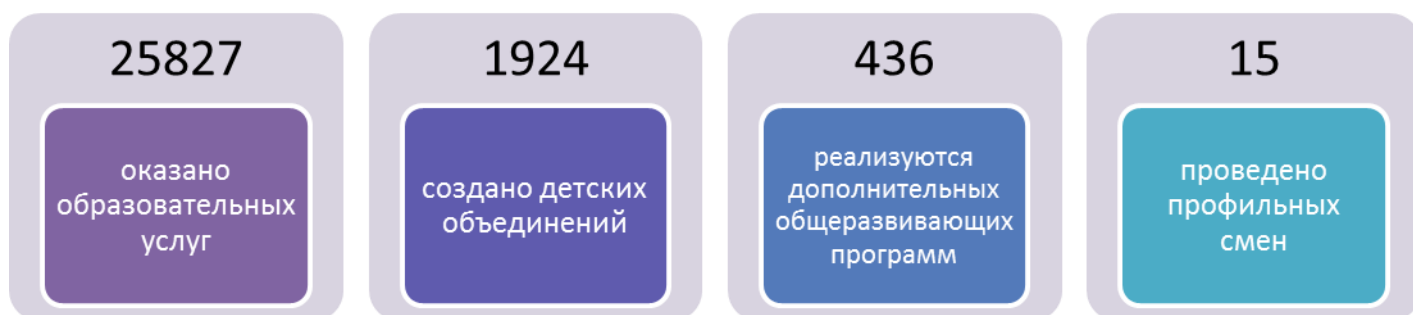 25827
оказано
образовательных
услуг
1924
создано детских
объединений
436
реализуются
дополнительных
общеразвивающих
программ
15
проведено
профильных
смен